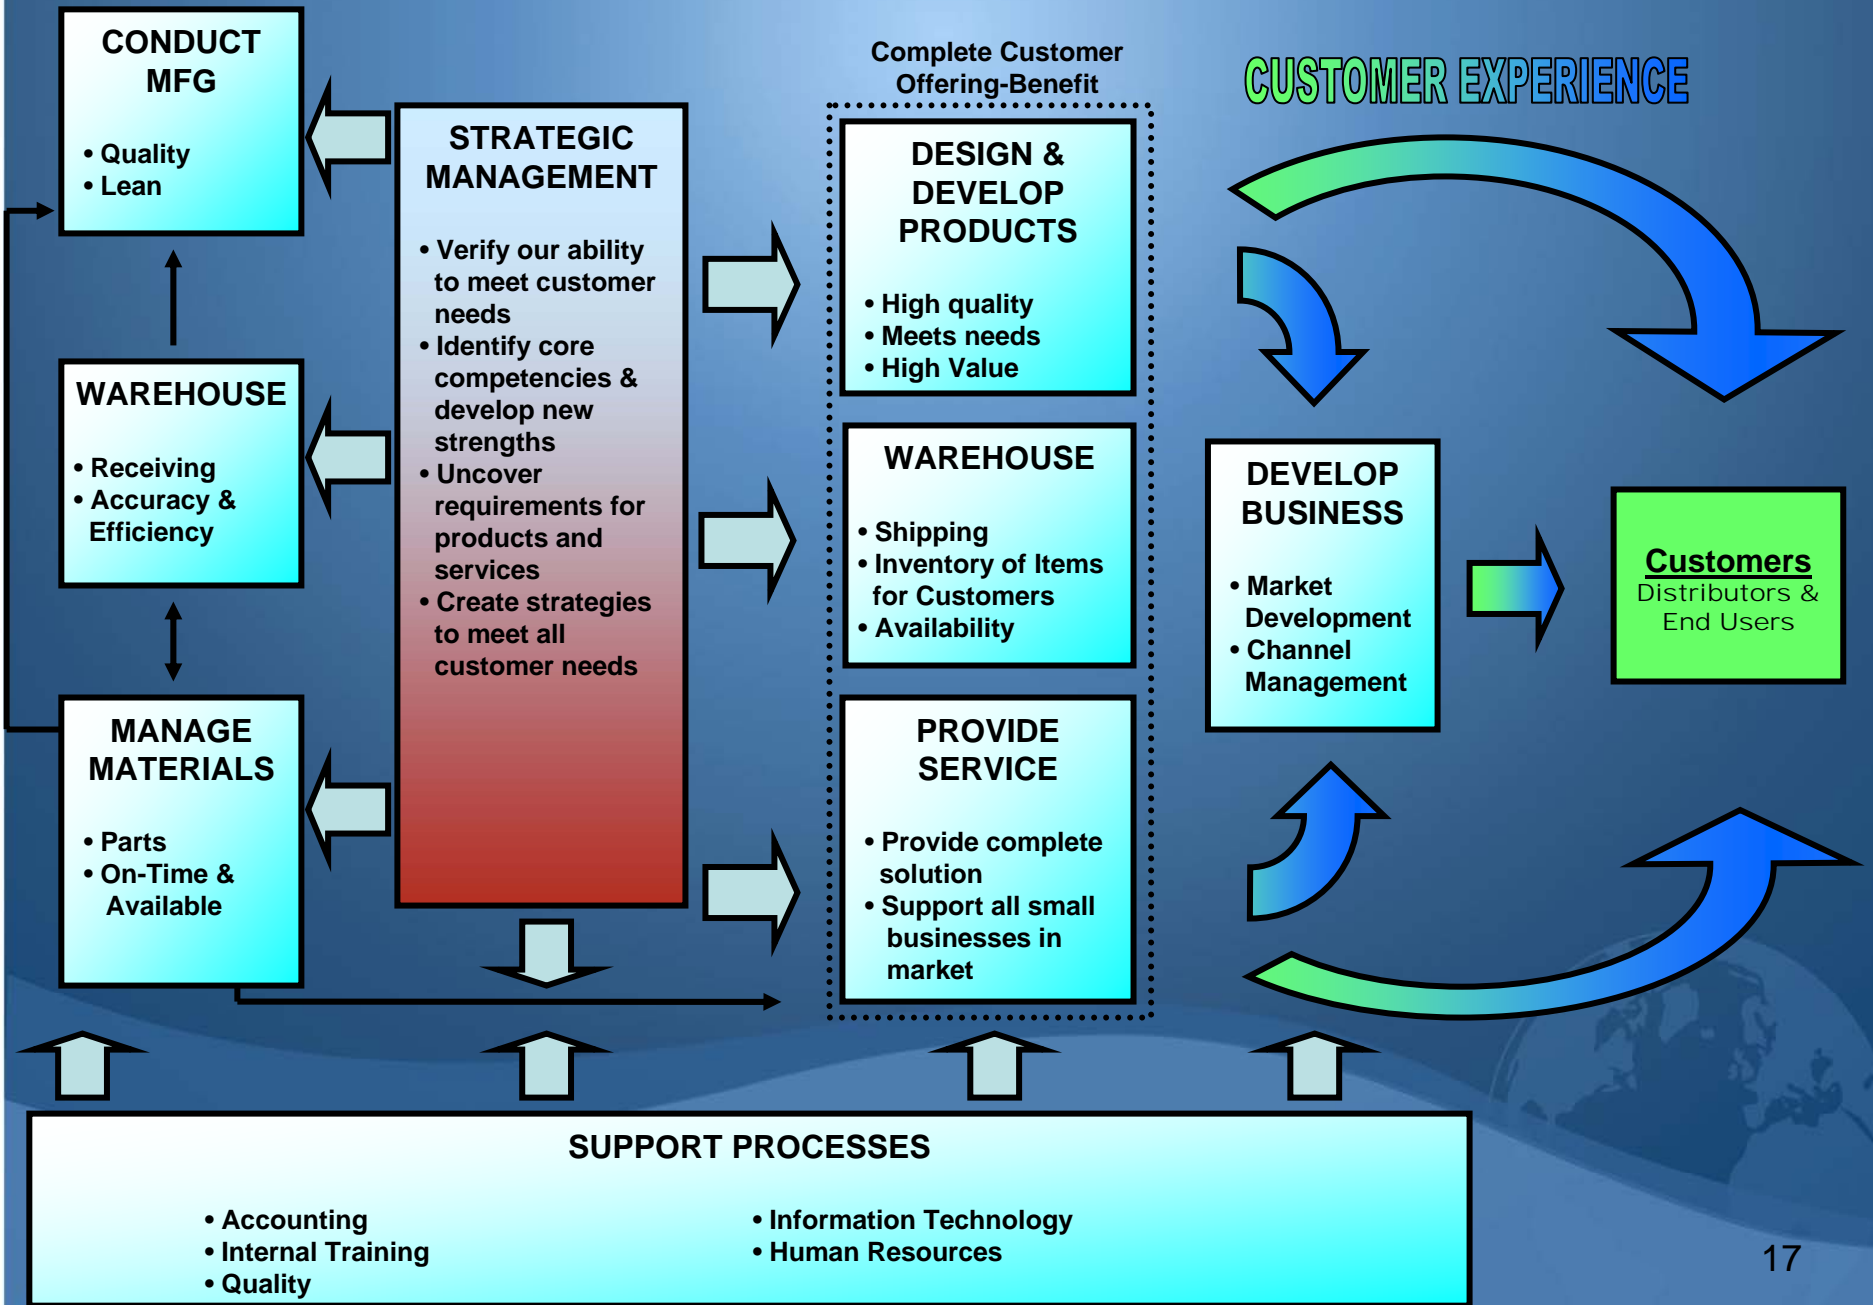 CONDUCT
MFG
• Quality
• Lean
WAREHOUSE
• Receiving
• Accuracy &
Efficiency
MANAGE
MATERIALS
• Parts
• On-Time &
Available
STRATEGIC
MANAGEMENT
• Verify our ability
to meet customer
needs
• Identify core
competencies &
develop new
strengths
• Uncover
requirements for
products and
services
• Create strategies
to meet all
customer needs
Complete Customer
Offering-Benefit
DESIGN &
DEVELOP
PRODUCTS
• High quality
• Meets needs
• High Value
WAREHOUSE
• Shipping
• Inventory of Items
for Customers
• Availability
PROVIDE
SERVICE
• Provide complete
solution
• Support all small
businesses in
market
CUSTOMER EXPERIENCE
DEVELOP
BUSINESS
• Market
Development
• Channel
Management
Customers
Distributors &
End Users
SUPPORT PROCESSES
• Accounting
• Internal Training
• Quality
• Information Technology
• Human Resources
17